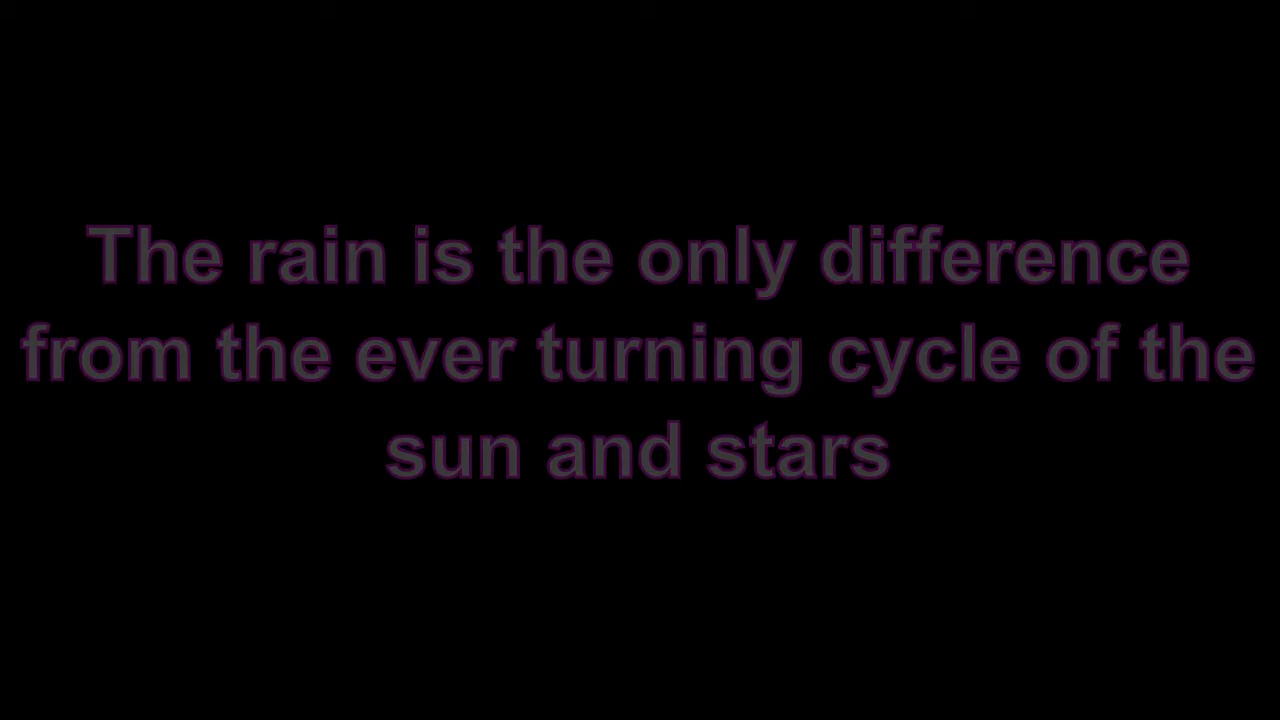 The rain is the only difference
from the ever turning cycle of the
sun and stars